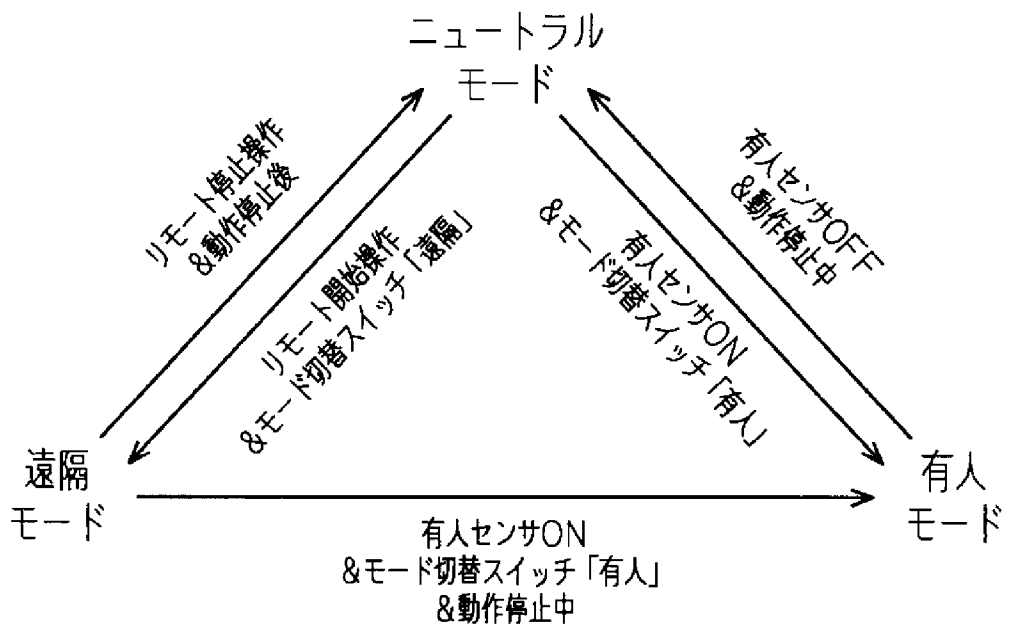 ニュートラル
モード
リモート停止操作
&動作停止後
リモート開始操作
&モード切替スイッチ「遠隔」
有人センサON
&モード切替スイッチ「有人」
有人センサOFF
&動作停止中
遠隔
モード
有人
モード
有人センサON
&モード切替スイッチ「有人」
&動作停止中